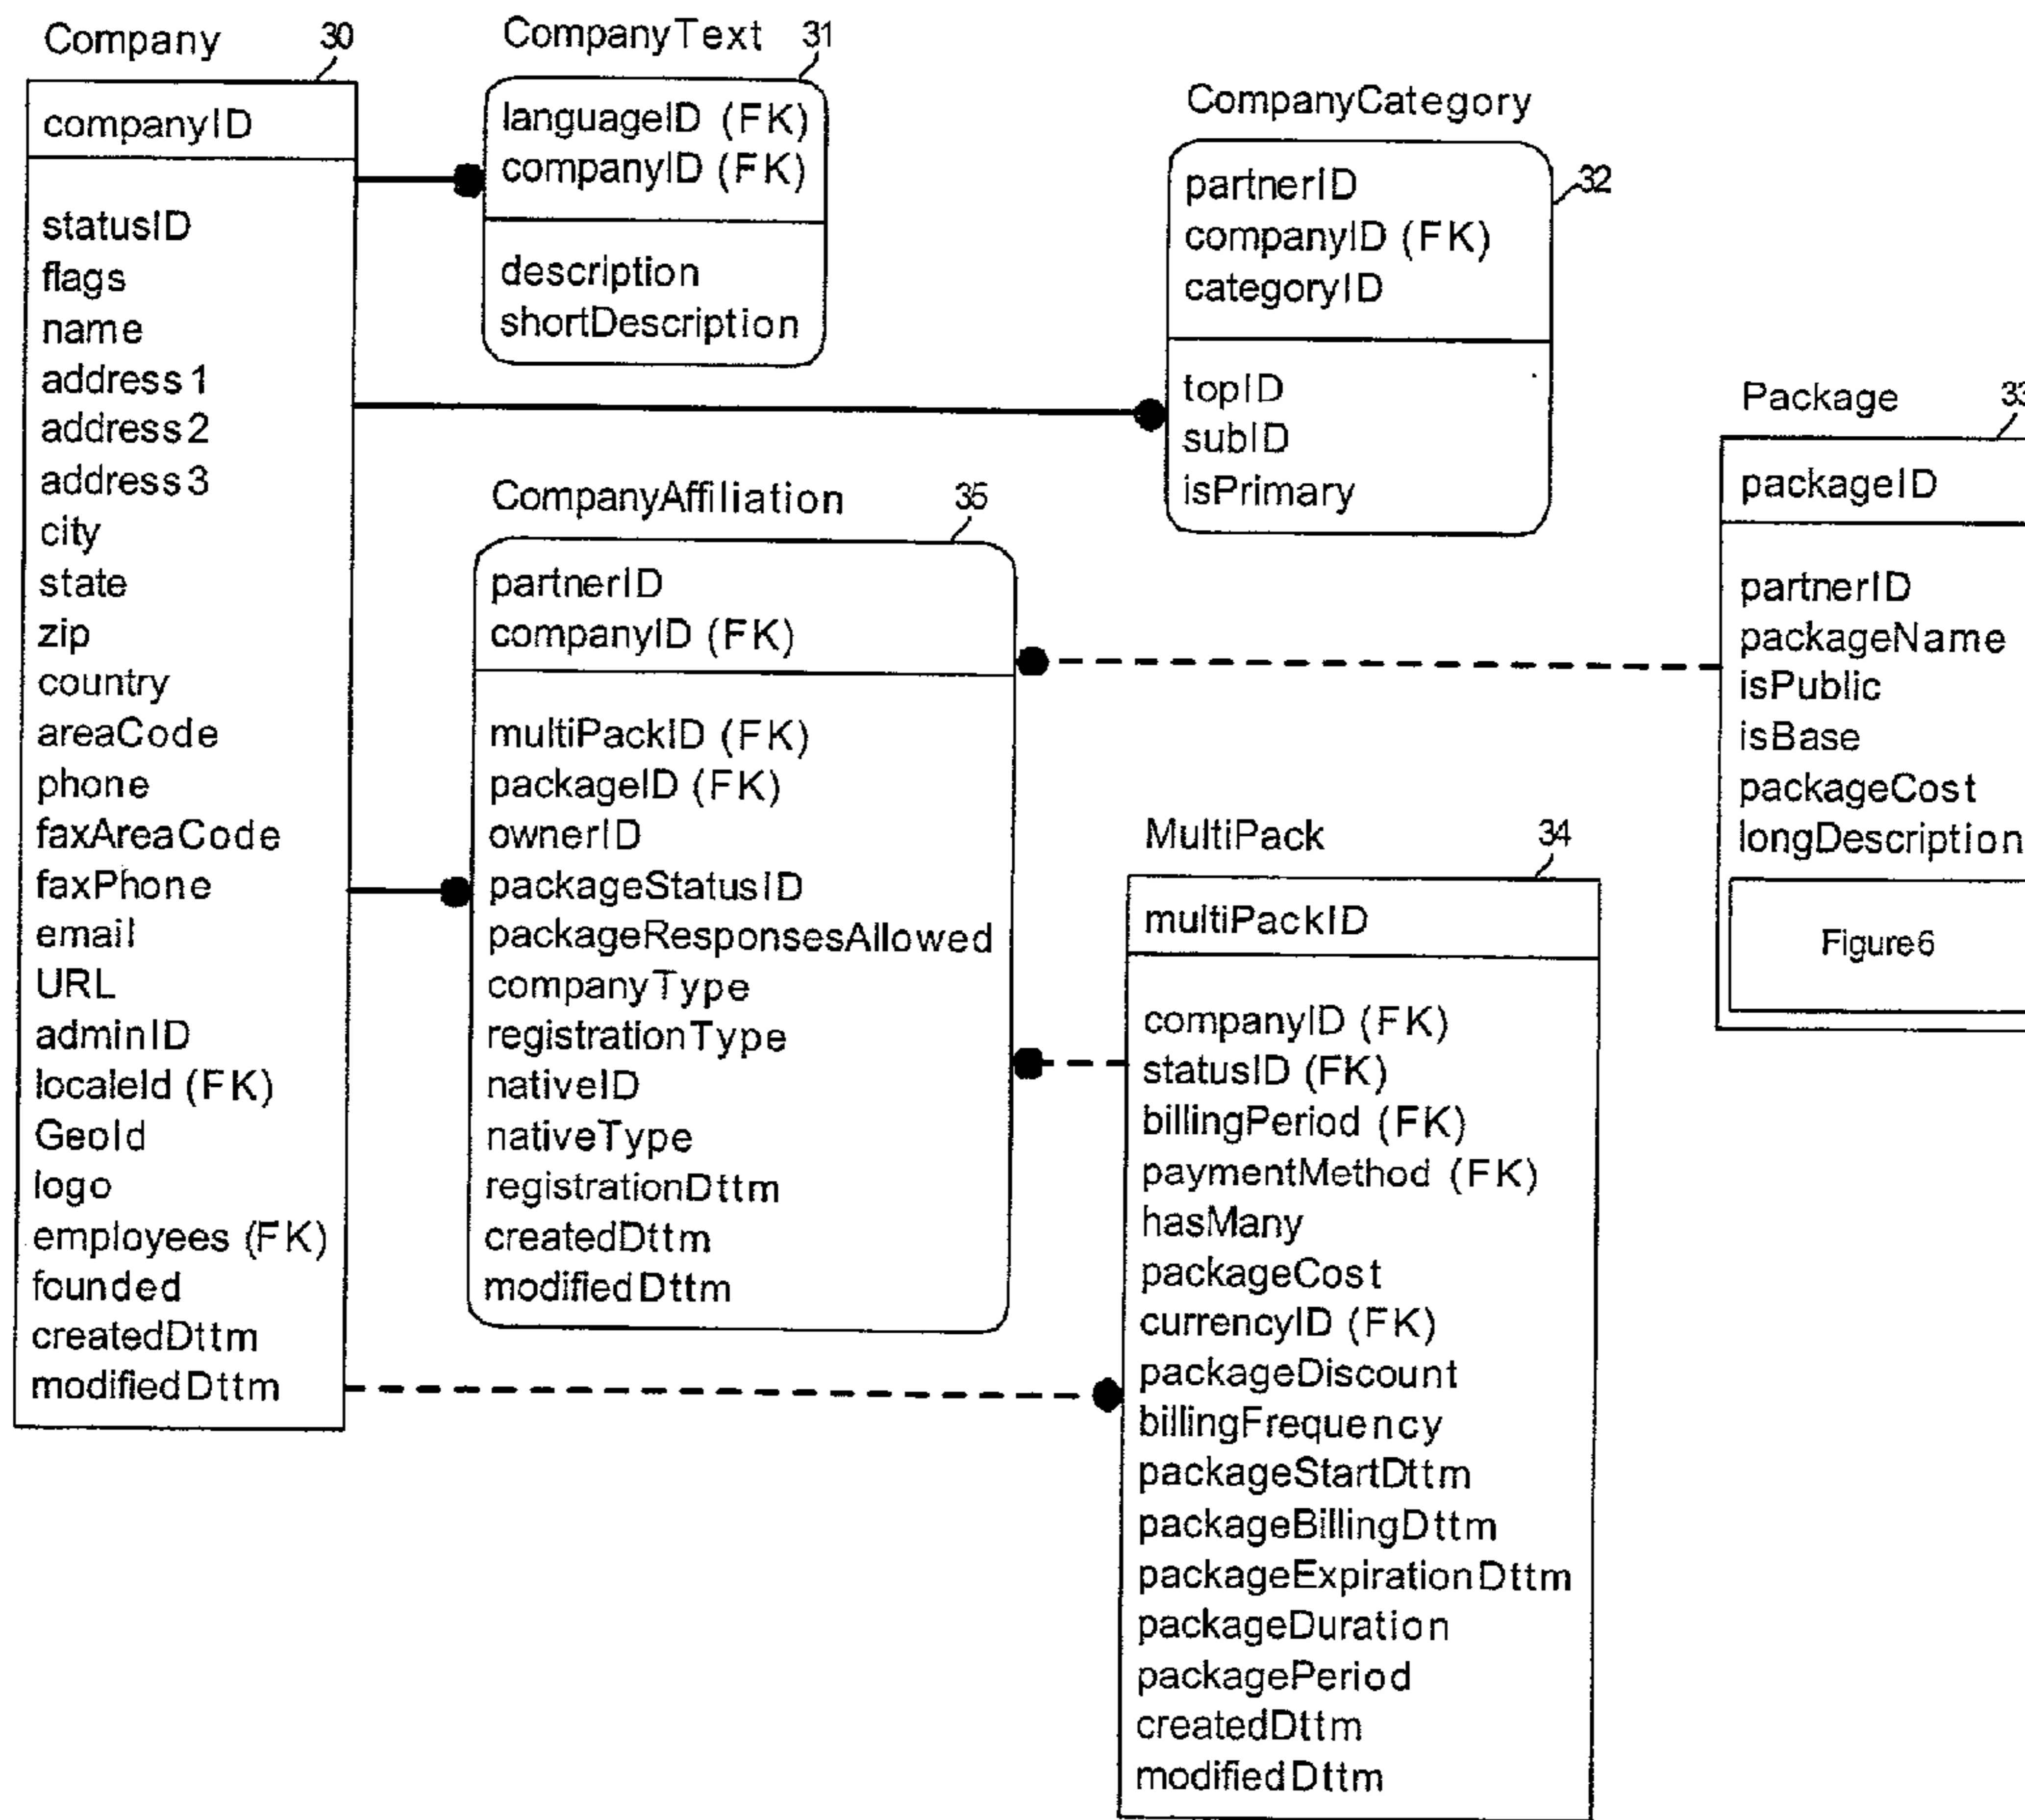 Company 30
companyID
statusID
flags
name
address1
address2
address3
city
state
zip
country
areaCode
phone
faxAreaCode
faxPhone
email
URL
adminID
localeId (FK)
GeoId
logo
employees (FK)
founded
createdDttm
modifiedDttm
CompanyText 31
languageID (FK)
companyID (FK)
description
shortDescription
CompanyCategory
32
partnerID
companyID (FK)
categoryID
topID
subID
isPrimary
Package 33
packageID
partnerID
packageName
isPublic
isBase
packageCost
longDescription
Figure6
CompanyAffiliation 35
partnerID
companyID (FK)
multiPackID (FK)
packageID (FK)
ownerID
packageStatusID
packageResponsesAllowed
companyType
registrationType
nativeID
nativeType
registrationDttm
createdDttm
modifiedDttm
MultiPack 34
multiPackID
companyID (FK)
statusID (FK)
billingPeriod (FK)
paymentMethod (FK)
hasMany
packageCost
currencyID (FK)
packageDiscount
billingFrequency
packageStartDttm
packageBillingDttm
packageExpirationDttm
packageDuration
packagePeriod
createdDttm
modifiedDttm